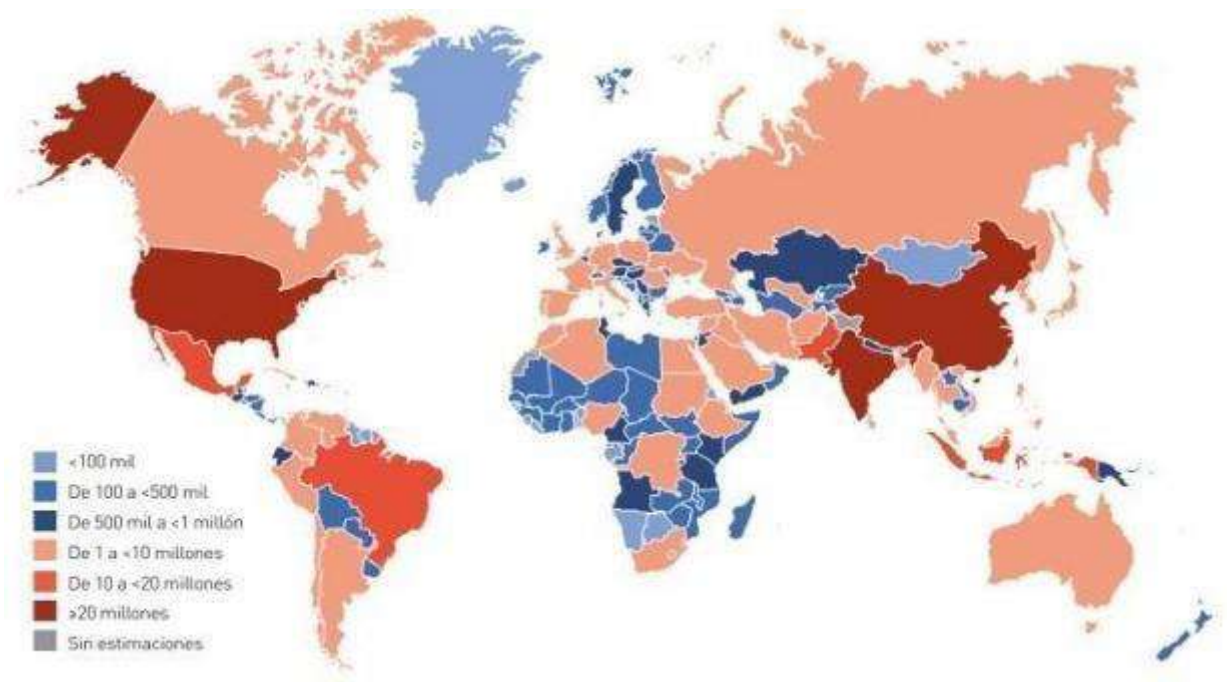 <100 mil
De 100 a <500 mil
De 500 mil a <1 millón
De 1 a <10 millones
De 10 a <20 millones
≥20 millones
Sin estimaciones